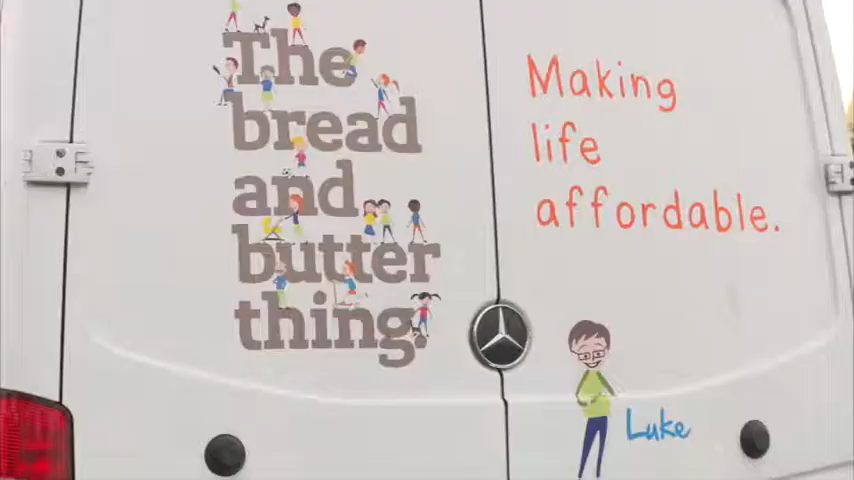 The
bread
and
butter
thing.
Making
life
affordable.
Luke